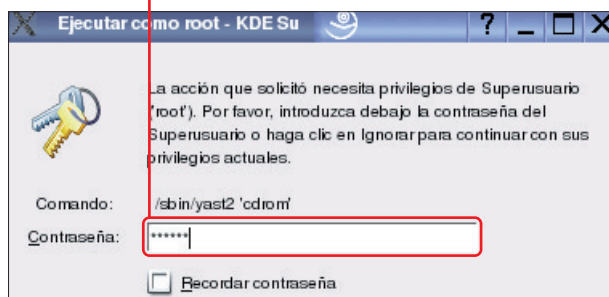 Ejecutar como root - KDE Su
? _ X
La acción que solicitó necesita privilegios de Superusuario
('root'). Por favor, introduzca debajo la contraseña del
Superusuario o haga clic en Ignorar para continuar con sus
privilegios actuales.
Comando: /sbin/yast2 'cdrom'
Contraseña: ******
Recordar contraseña